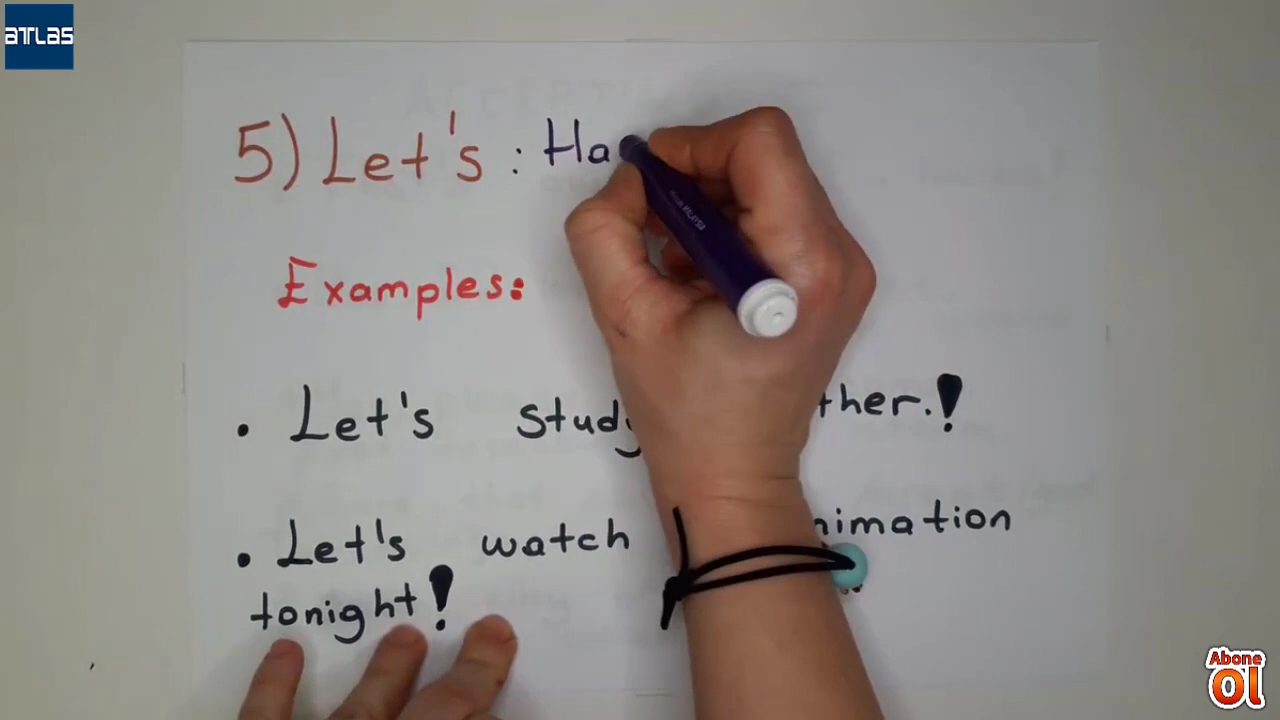 ATLAS
5) Let's : Ha
Examples:
. Let's study ther.!
. Let's watch nimation
tonight!
Abone
Ol